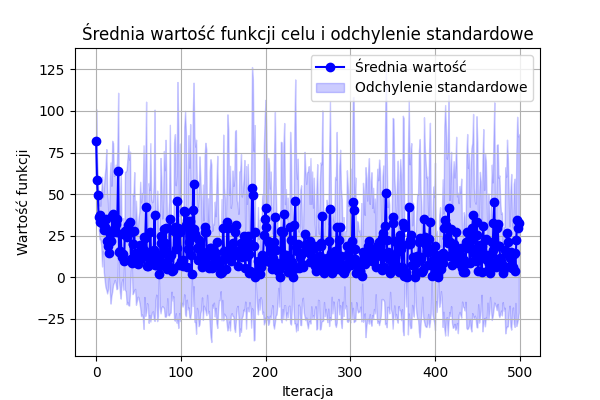 Średnia wartość funkcji celu i odchylenie standardowe
Średnia wartość
Odchylenie standardowe
Wartość funkcji
125
100
75
50
25
0
−25
0 100 200 300 400 500
Iteracja